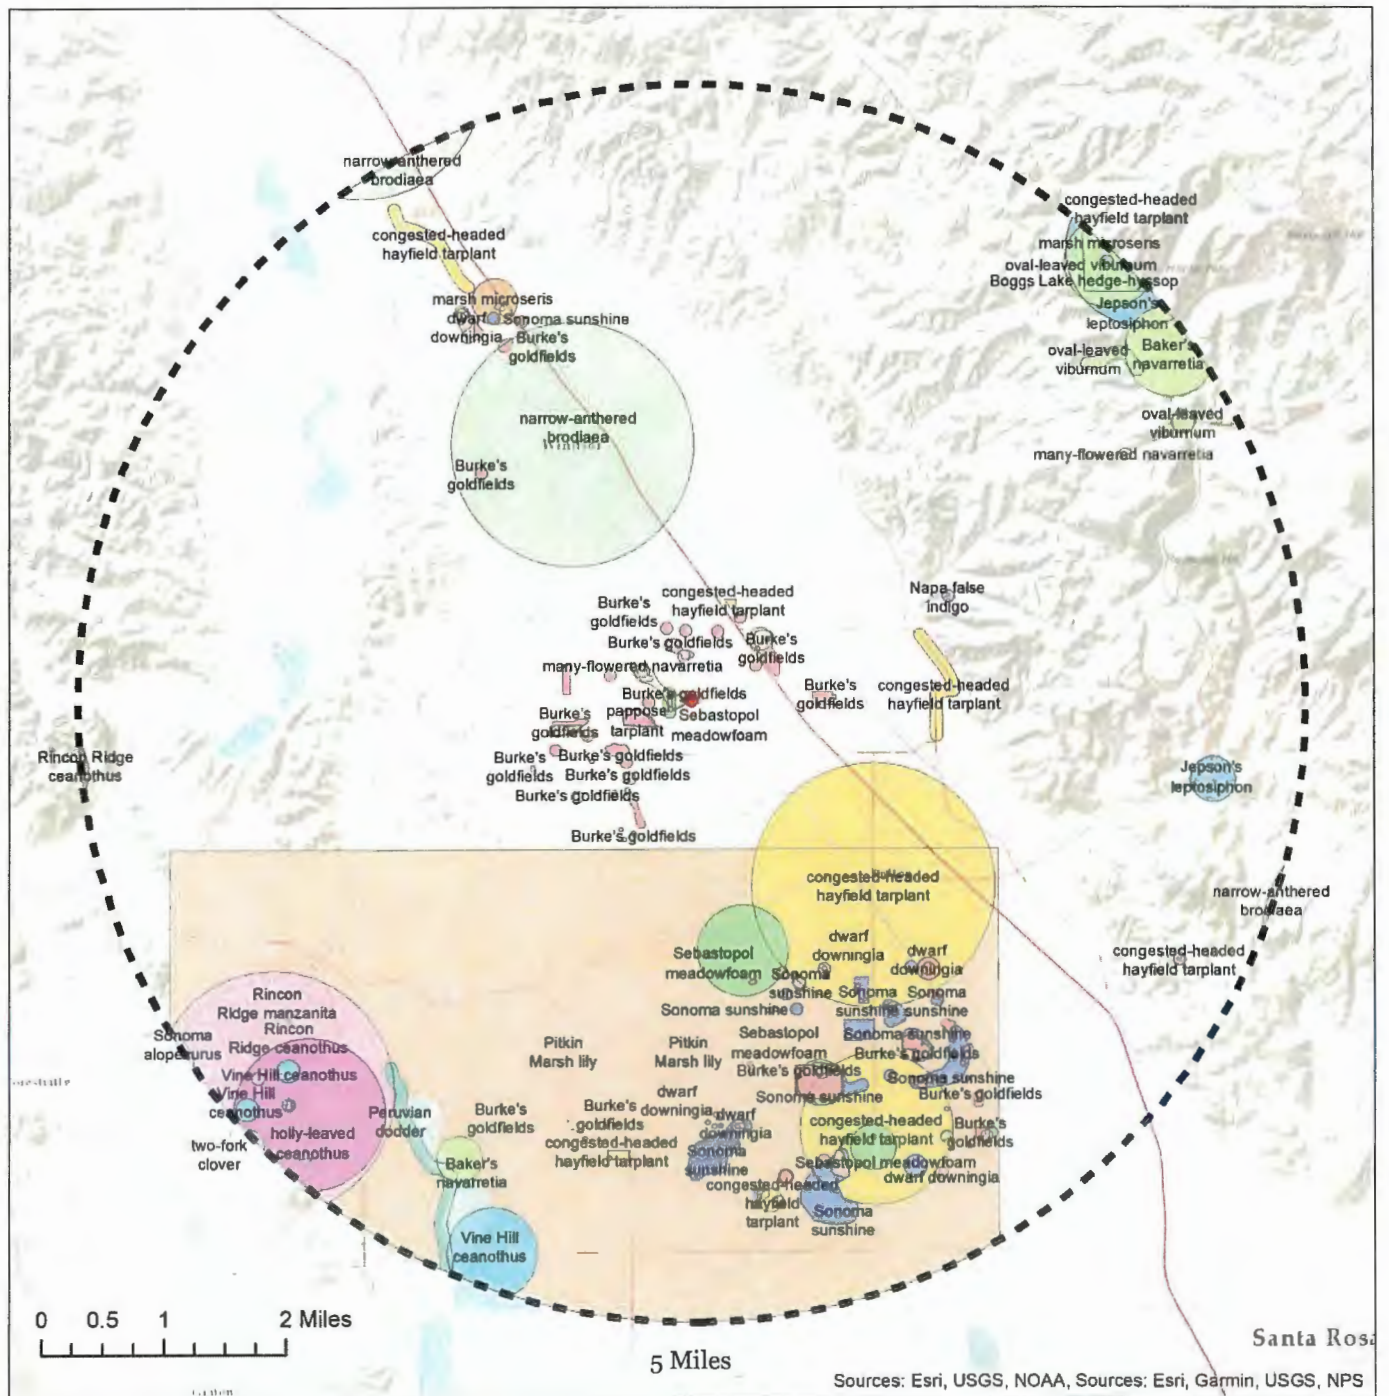 narrow-anthered
brodiaea
congested-headed
hayfield tarplant
congested-headed
hayfield tarplant
marsh microseris
dwarf
downingia
Sonoma sunshine
Burke's
goldfields
marsh microseris
oval-leaved viburnum
Boggs Lake hedge-hyssop
Jepson's
leptosiphon
oval-leaved
viburnum
Baker's
navarretia
oval-leaved
viburnum
many-flowered navarretia
narrow-anthered
brodiaea
Windsor
Burke's
goldfields
Napa false
indigo
congested-headed
hayfield tarplant
Burke's
goldfields
Burke's goldfields
Burke's
goldfields
many-flowered navarretia
Burke's goldfields
pappose
tarplant
Sebastopol
meadowfoam
Burke's
goldfields
congested-headed
hayfield tarplant
Burke's
goldfields
Burke's
goldfields
Burke's goldfields
Burke's goldfields
Burke's goldfields
Burke's goldfields
Rincon Ridge
ceanothus
Jepson's
leptosiphon
narrow-anthered
brodiaea
congested-headed
hayfield tarplant
congested-headed
hayfield tarplant
Sebastopol
meadowfoam
dwarf
downingia
dwarf
downingia
Sonoma
sunshine
Sonoma
sunshine
Sonoma
sunshine
Sonoma sunshine
Rincon
Ridge manzanita
Rincon
Ridge ceanothus
Sonoma
alopecurus
Vine Hill ceanothus
Vine Hill
ceanothus
holly-leaved
ceanothus
two-fork
clover
Peruvian
dodder
Pitkin
Marsh lily
Pitkin
Marsh lily
Sebastopol
meadowfoam
Sonoma sunshine
Burke's goldfields
Burke's goldfields
Sonoma sunshine
Sonoma sunshine
Burke's goldfields
Burke's
goldfields
Burke's
goldfields
congested-headed
hayfield tarplant
dwarf
downingia
dwarf
downingia
Sonoma
sunshine
congested-headed
hayfield tarplant
Burke's
goldfields
Sebastopol meadowfoam
dwarf downingia
congested-headed
hayfield
tarplant
Sonoma
sunshine
Baker's
navarretia
Vine Hill
ceanothus
0 0.5 1 2 Miles
5 Miles
Santa Rosa
Sources: Esri, USGS, NOAA, Sources: Esri, Garmin, USGS, NPS